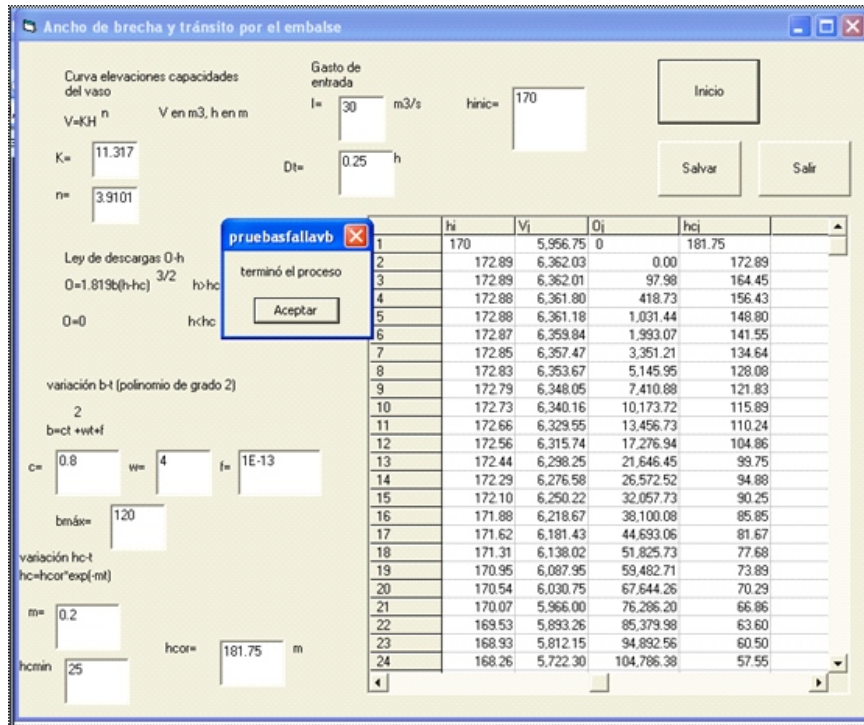 Ancho de brecha y tránsito por el embalse
Curva elevaciones capacidades
del vaso
V=KH n
V en m3, h en m
K= 11.317
n= 3.9101
Gasto de
entrada
I= 30 m3/s
hinic= 170
Dt= 0.25 h
Inicio
Salvar
Salir
Ley de descargas O-h
O=1.819b(h-hc) 3/2 h>hc
O=0 h<hc
pruebasfallavb
terminó el proceso
Aceptar
variación b-t (polinomio de grado 2)
2
b=ct +wt+f
c= 0.8 w= 4 f= 1E-13
bmáx= 120
variación hc-t
hc=hcor*exp(-mt)
m= 0.2
hcor= 181.75 m
hcmin 25
hi Vj Oj hcj
1 170 5,956.75 0 181.75
2 172.89 6,362.03 0.00 172.89
3 172.89 6,362.01 97.98 164.45
4 172.88 6,361.80 418.73 156.43
5 172.88 6,361.18 1,031.44 148.80
6 172.87 6,359.84 1,993.07 141.55
7 172.85 6,357.47 3,351.21 134.64
8 172.83 6,353.67 5,145.95 128.08
9 172.79 6,348.05 7,410.88 121.83
10 172.73 6,340.16 10,173.72 115.89
11 172.66 6,329.55 13,456.73 110.24
12 172.56 6,315.74 17,276.94 104.86
13 172.44 6,298.25 21,646.45 99.75
14 172.29 6,276.58 26,572.52 94.88
15 172.10 6,250.22 32,057.73 90.25
16 171.88 6,218.67 38,100.08 85.85
17 171.62 6,181.43 44,693.06 81.67
18 171.31 6,138.02 51,825.73 77.68
19 170.95 6,087.95 59,482.71 73.89
20 170.54 6,030.75 67,644.26 70.29
21 170.07 5,966.00 76,286.20 66.86
22 169.53 5,893.26 85,379.98 63.60
23 168.93 5,812.15 94,892.56 60.50
24 168.26 5,722.30 104,786.38 57.55